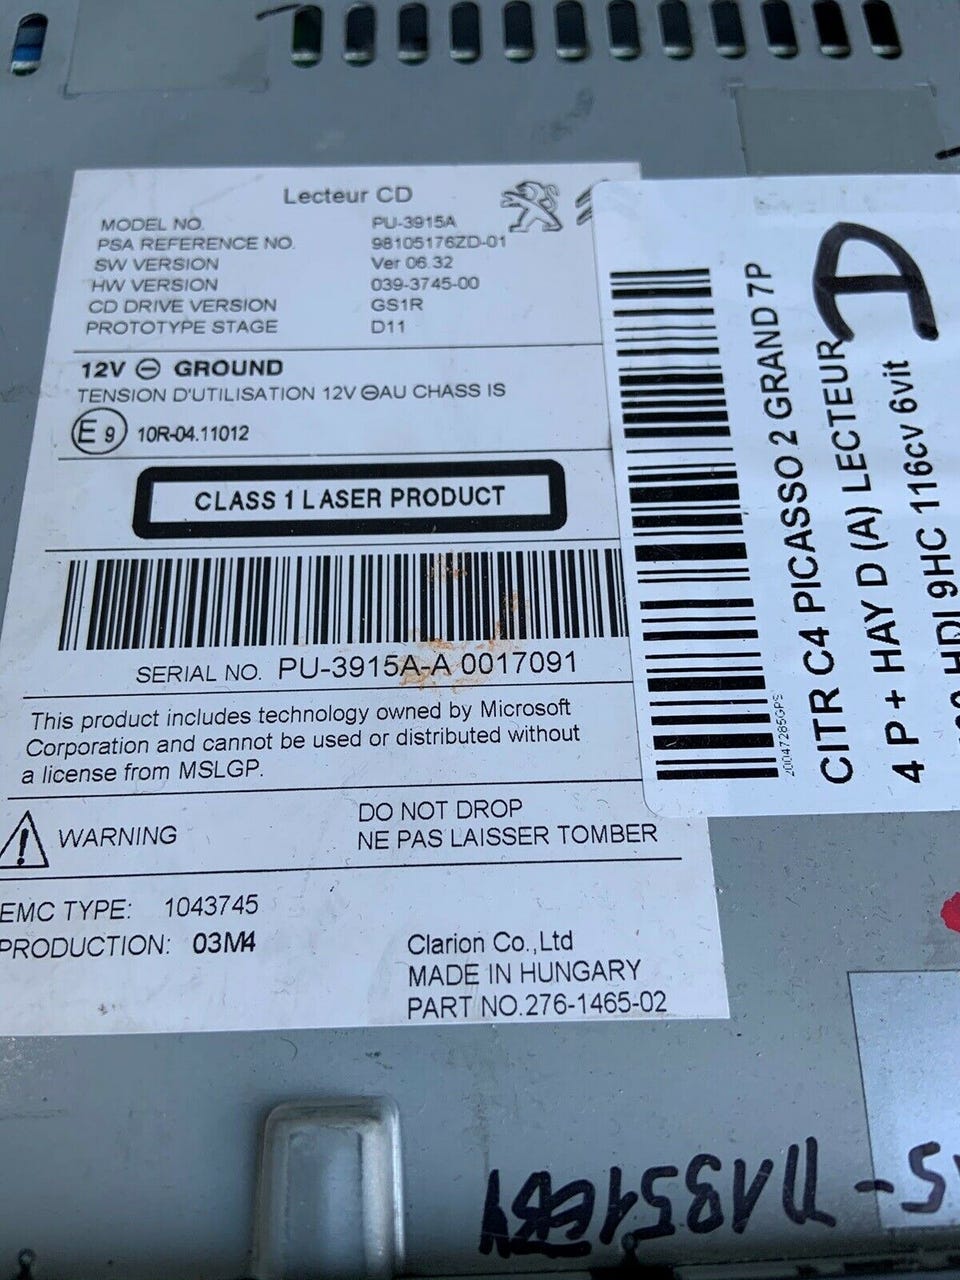 Lecteur CD
MODEL NO. PU-3915A
PSA REFERENCE NO. 98105176ZD-01
SW VERSION Ver 06.32
HW VERSION 039-3745-00
CD DRIVE VERSION GS1R
PROTOTYPE STAGE D11
12V ⊖ GROUND
TENSION D'UTILISATION 12V ⊖AU CHASS IS
E 9 10R-04.11012
CLASS 1 LASER PRODUCT
SERIAL NO. PU-3915A-A 0017091
This product includes technology owned by Microsoft
Corporation and cannot be used or distributed without
a license from MSLGP.
WARNING
DO NOT DROP
NE PAS LAISSER TOMBER
EMC TYPE: 1043745
PRODUCTION: 03M4
Clarion Co.,Ltd
MADE IN HUNGARY
PART NO.276-1465-02
20047285GPS
CITR C4 PICASSO 2 GRAND 7P
4 P + HAY D (A) LECTEUR
HDI 9HC 116cv 6vit
D